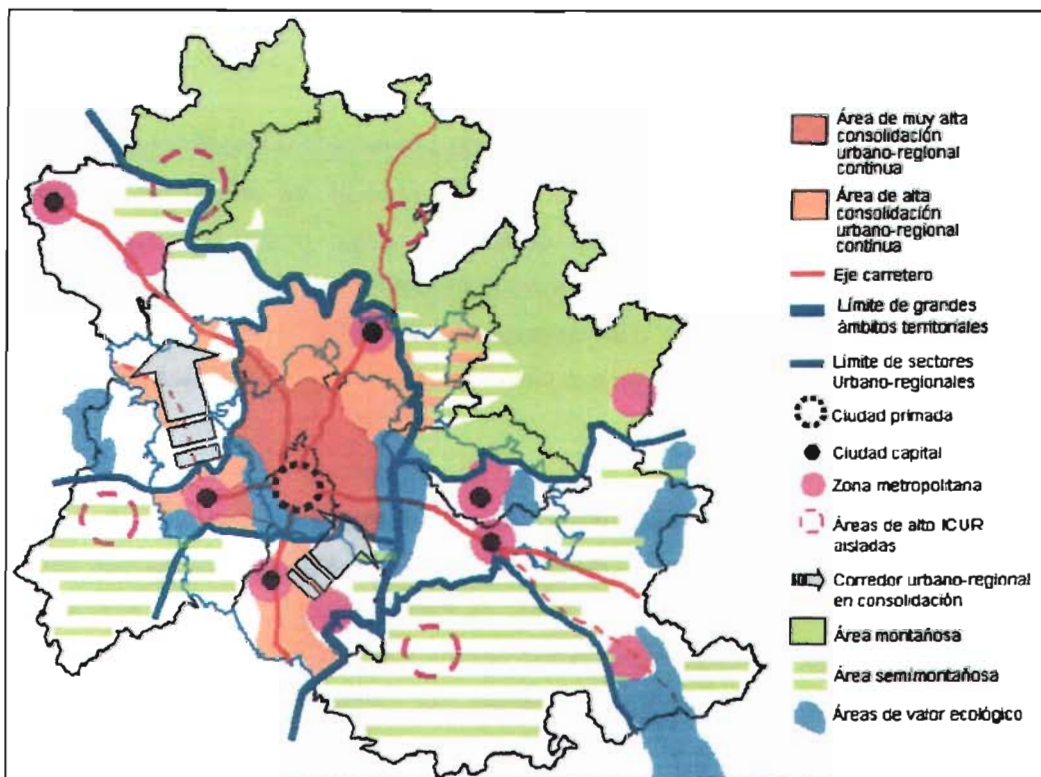 Área de muy alta
consolidación
urbano-regional
contínua
Área de alta
consolidación
urbano-regional
contínua
Eje carretero
Límite de grandes
ámbitos territoriales
Límite de sectores
Urbano-regionales
Ciudad primada
Ciudad capital
Zona metropolitana
Áreas de alto ICUR
aisladas
Corredor urbano-regional
en consolidación
Área montañosa
Área semimontañosa
Áreas de valor ecológico